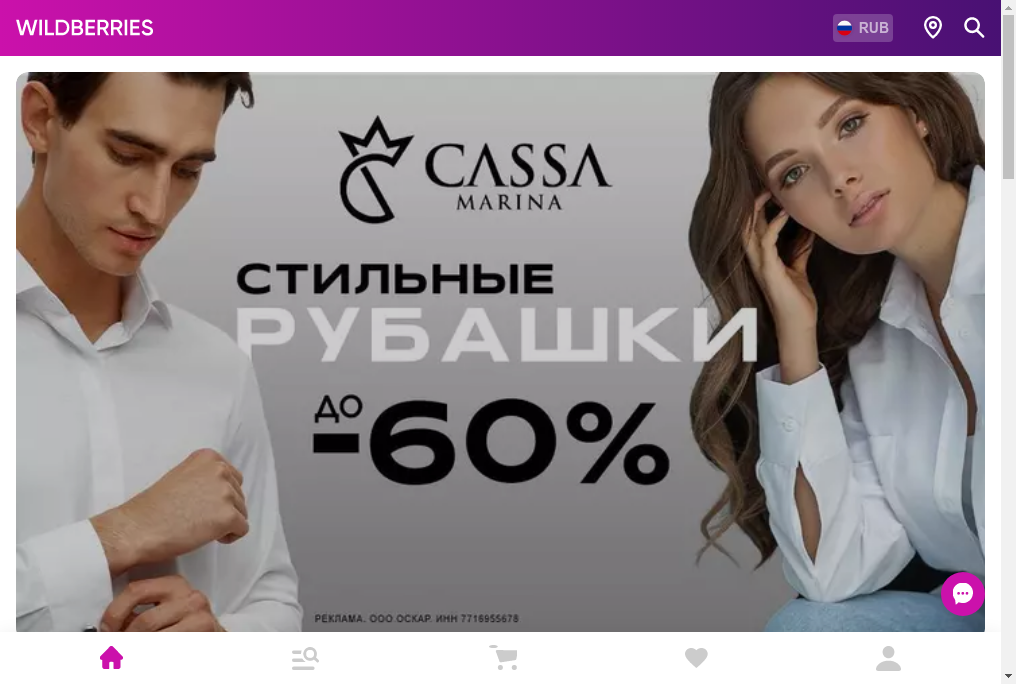 WILDBERRIES
RUB
CASSA
MARINA
СТИЛЬНЫЕ
РУБАШКИ
ДО
-60%
РЕКЛАМА. ООО ОСКАР. ИНН 7716955678